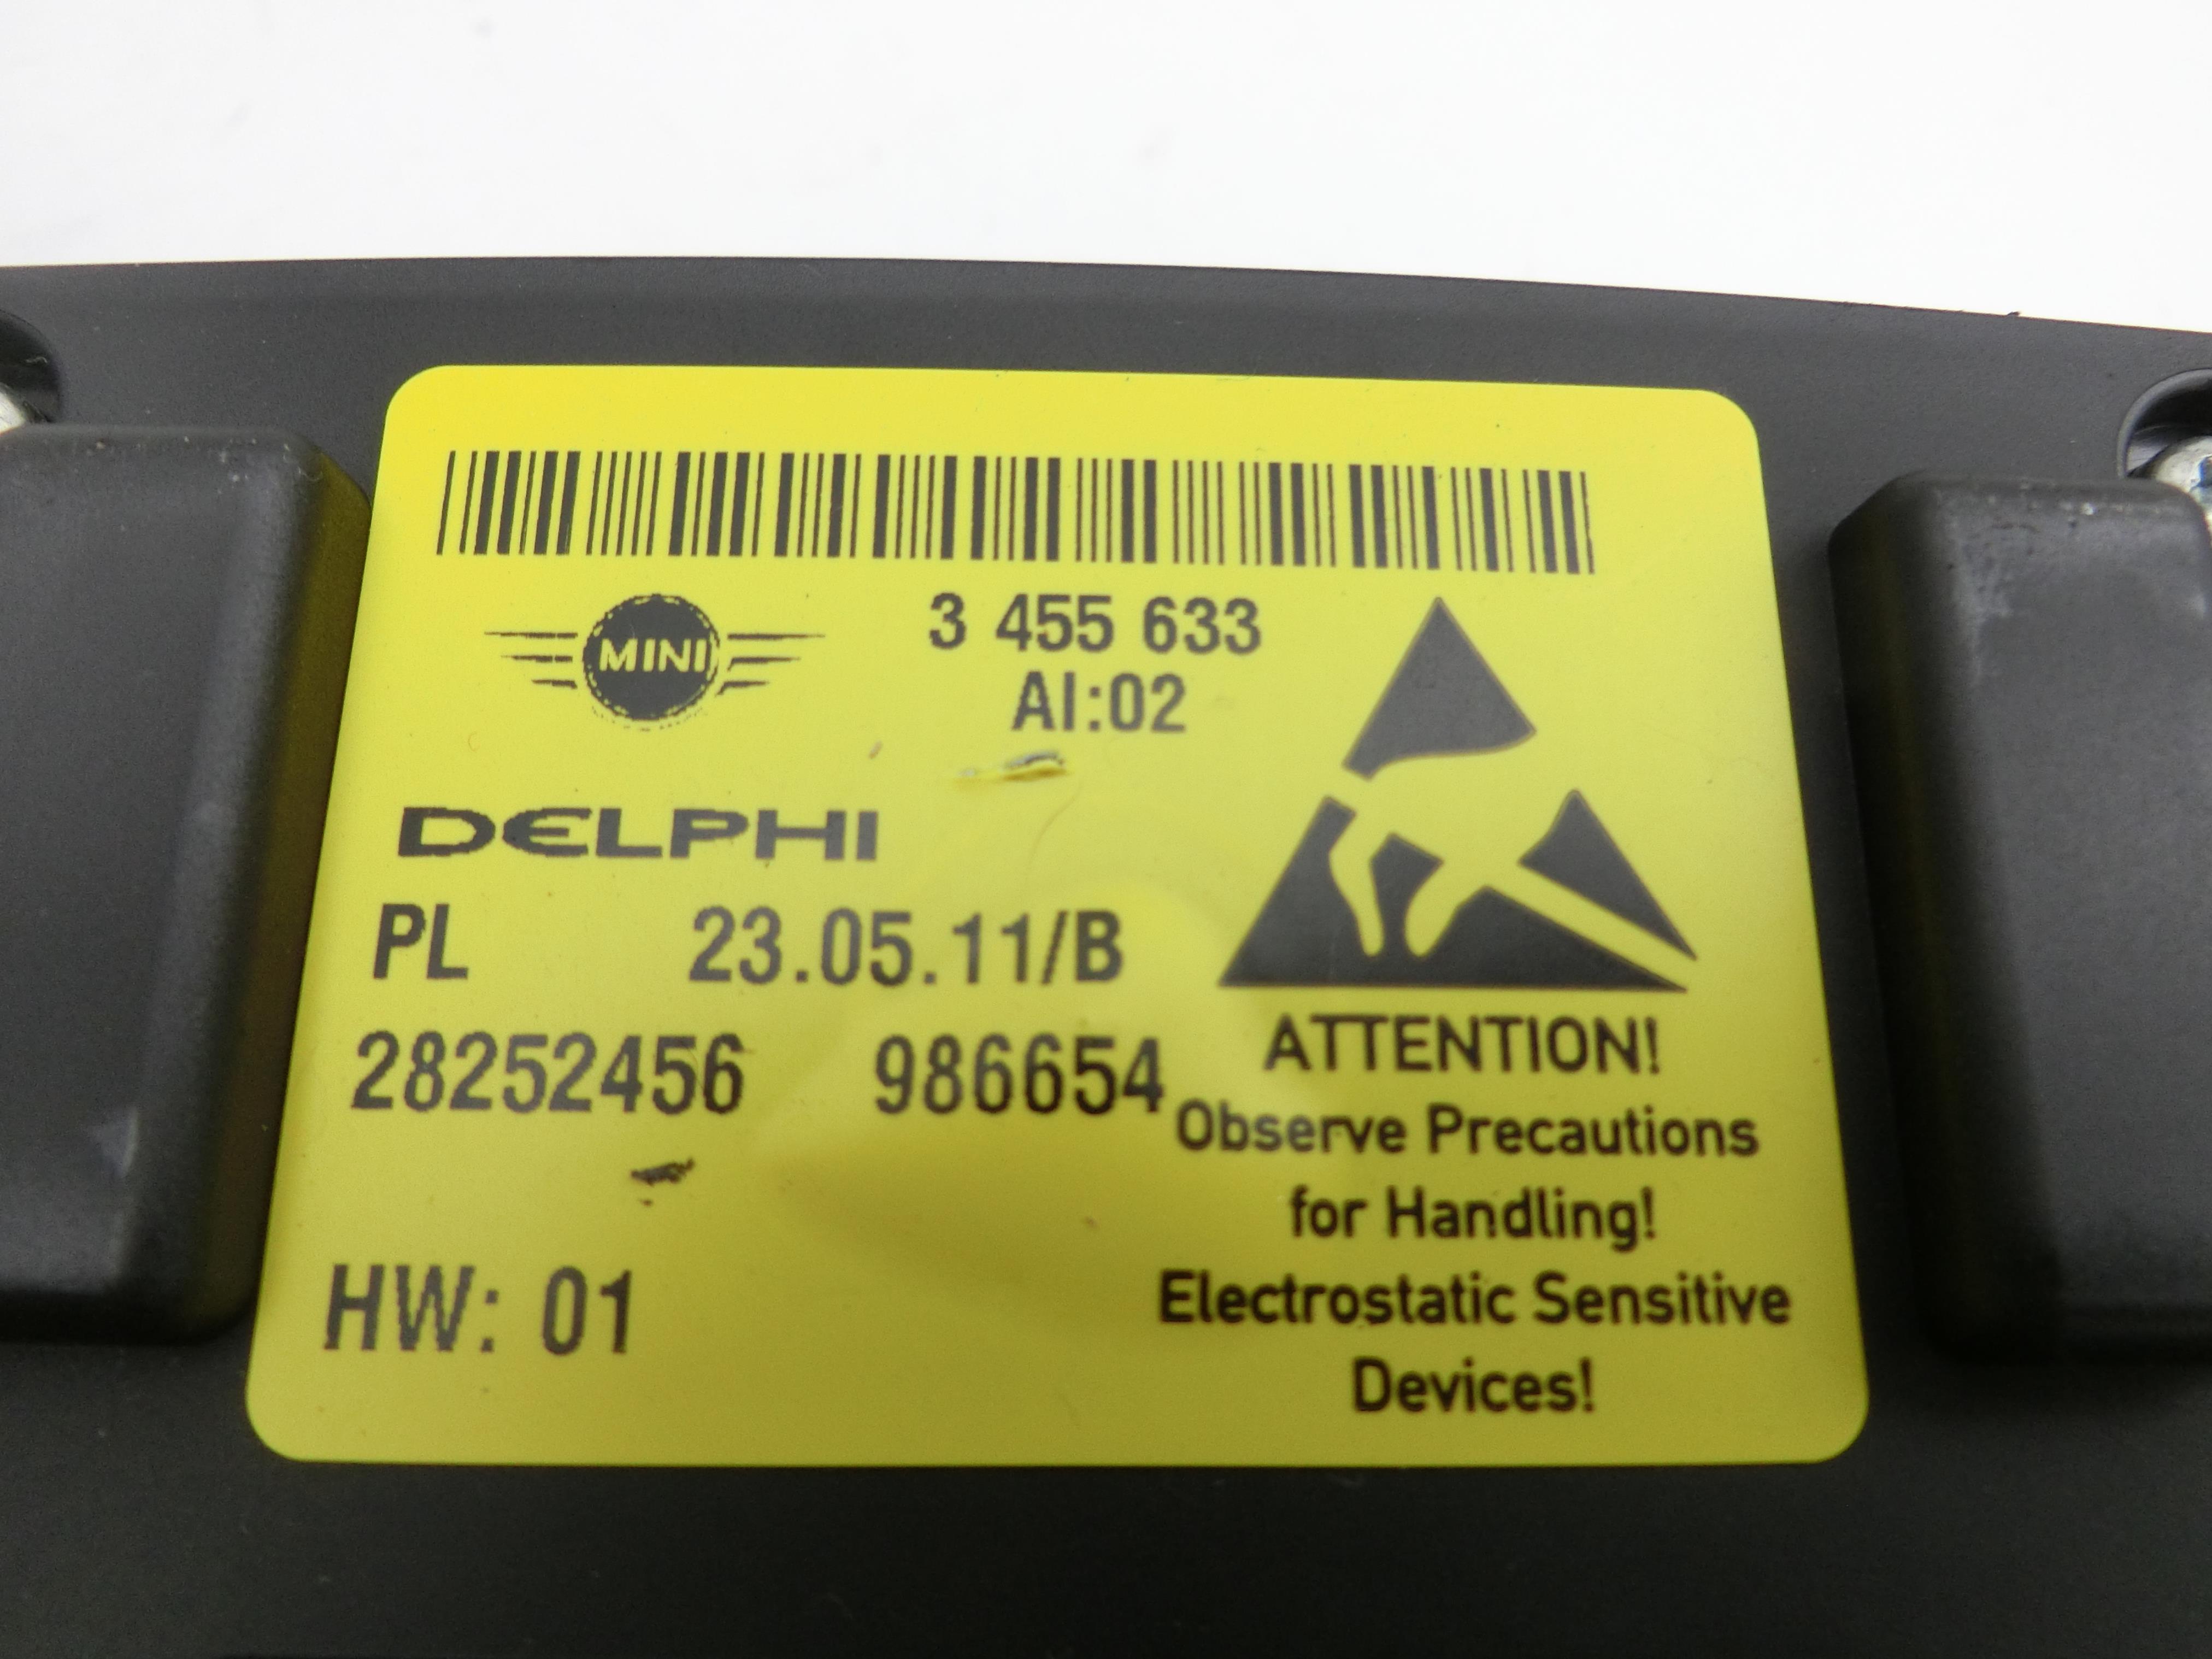 MINI
3 455 633
AI:02
DELPHI
PL 23.05.11/B
28252456 986654
HW: 01
ATTENTION!
Observe Precautions
for Handling!
Electrostatic Sensitive
Devices!